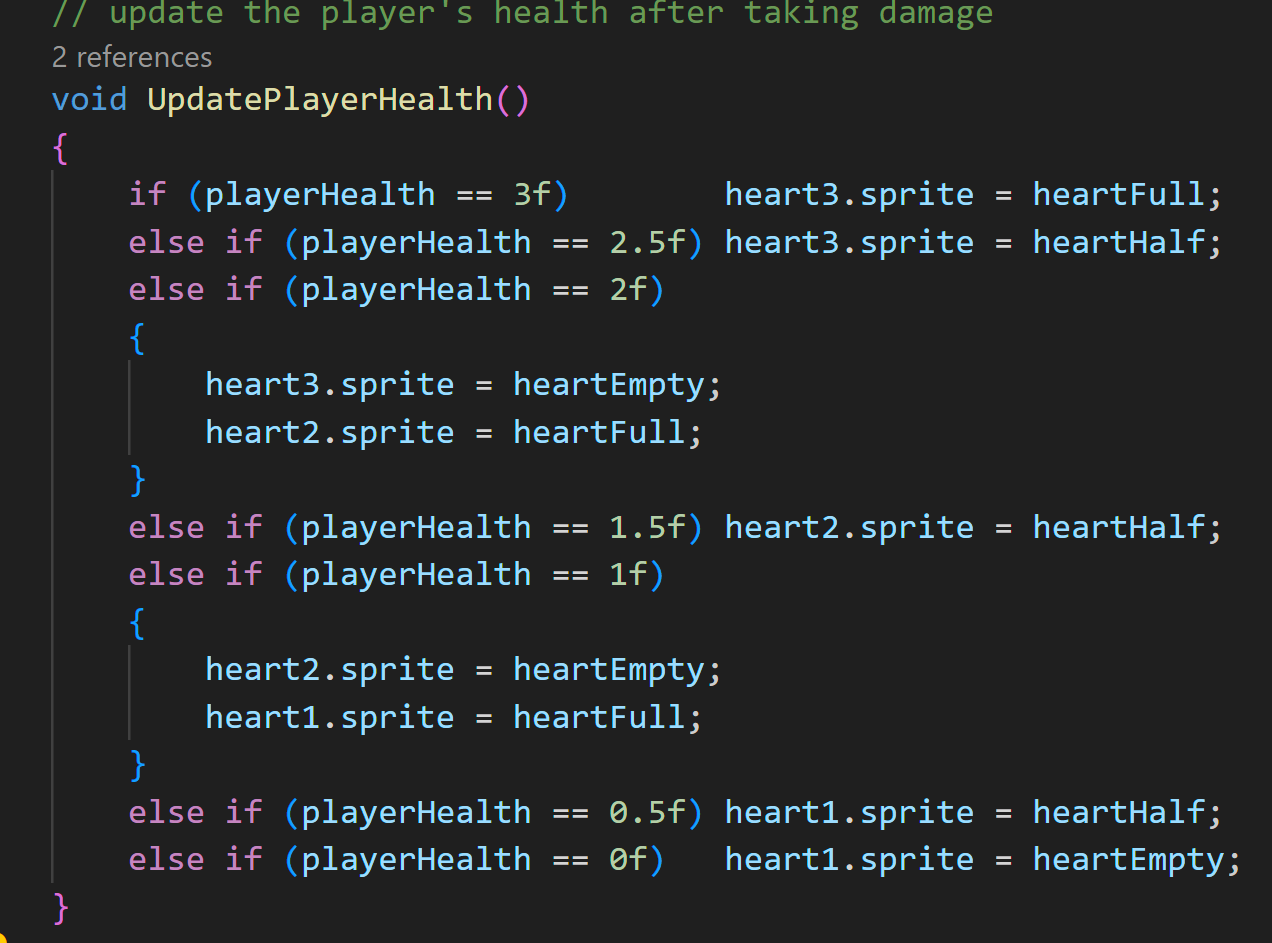 // update the player's health after taking damage
2 references
void UpdatePlayerHealth()
{
    if (playerHealth == 3f)        heart3.sprite = heartFull;
    else if (playerHealth == 2.5f) heart3.sprite = heartHalf;
    else if (playerHealth == 2f)
    {
        heart3.sprite = heartEmpty;
        heart2.sprite = heartFull;
    }
    else if (playerHealth == 1.5f) heart2.sprite = heartHalf;
    else if (playerHealth == 1f)
    {
        heart2.sprite = heartEmpty;
        heart1.sprite = heartFull;
    }
    else if (playerHealth == 0.5f) heart1.sprite = heartHalf;
    else if (playerHealth == 0f)   heart1.sprite = heartEmpty;
}